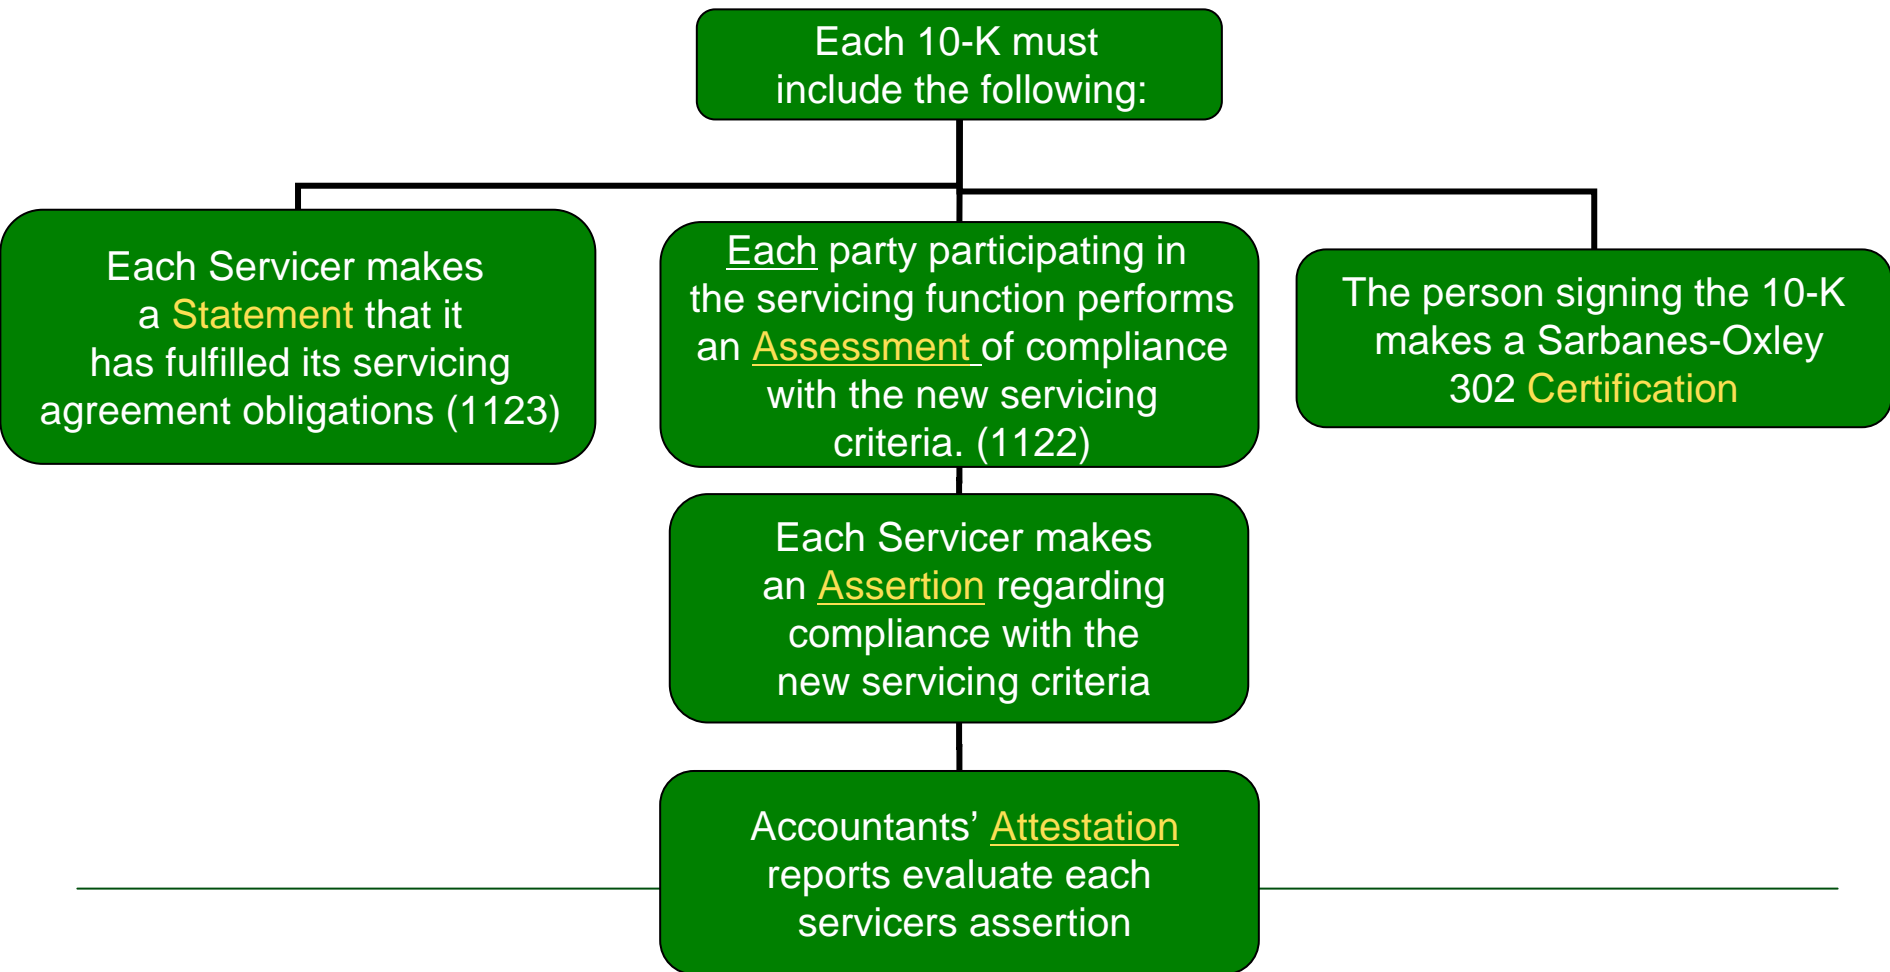 Each 10-K must
include the following:
Each Servicer makes
a Statement that it
has fulfilled its servicing
agreement obligations (1123)
Each party participating in
the servicing function performs
an Assessment of compliance
with the new servicing
criteria. (1122)
The person signing the 10-K
makes a Sarbanes-Oxley
302 Certification
Each Servicer makes
an Assertion regarding
compliance with the
new servicing criteria
Accountants’ Attestation
reports evaluate each
servicers assertion